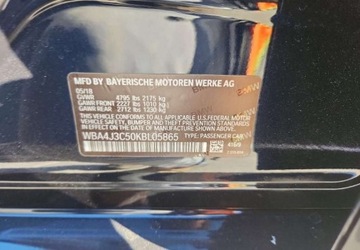 MFD BY BAYERISCHE MOTOREN WERKE AG
05/18
GVWR 4795 lbs 2175 kg
GAWR FRONT 2227 lbs 1010 kg
GAWR REAR 2712 lbs 1230 kg
THIS VEHICLE CONFORMS TO ALL APPLICABLE U.S. FEDERAL MOTOR
VEHICLE SAFETY, BUMPER, AND THEFT PREVENTION STANDARDS
IN EFFECT ON THE DATE OF MANUFACTURE SHOWN ABOVE.
WBA4J3C50KBL05865 TYPE: PASSENGER CAR